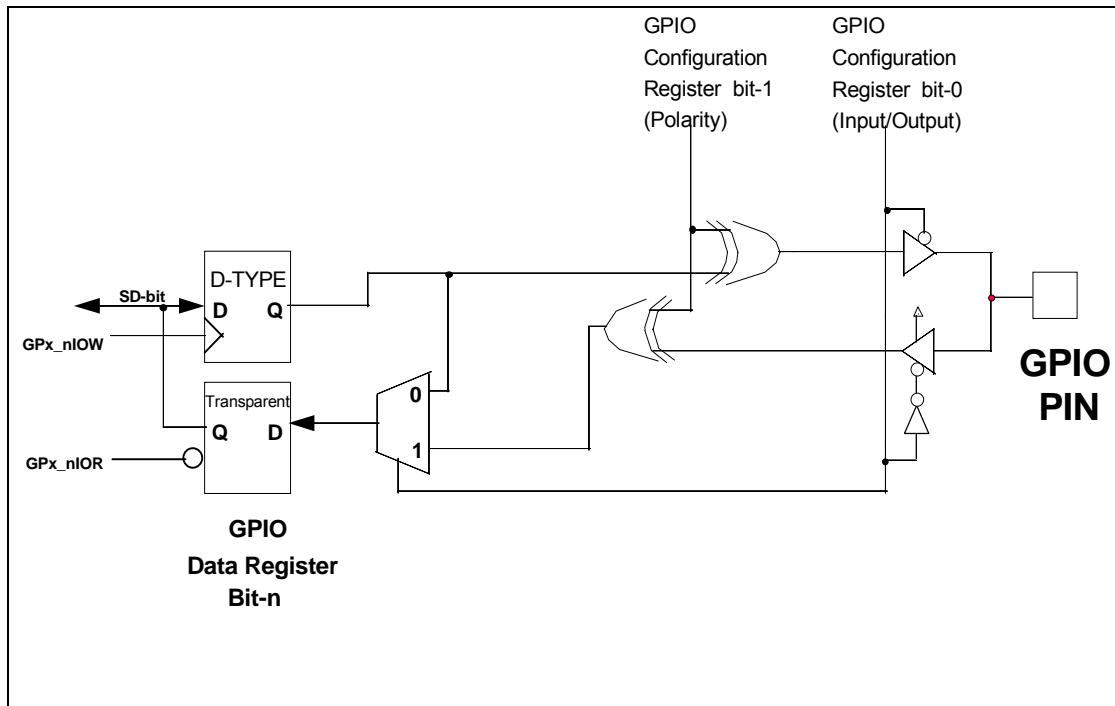 GPIO
Configuration
Register bit-1
(Polarity)
GPIO
Configuration
Register bit-0
(Input/Output)
D-TYPE
SD-bit
D
Q
GPx_nIOW
Transparent
Q
D
GPx_nIOR
0
1
GPIO
PIN
GPIO
Data Register
Bit-n